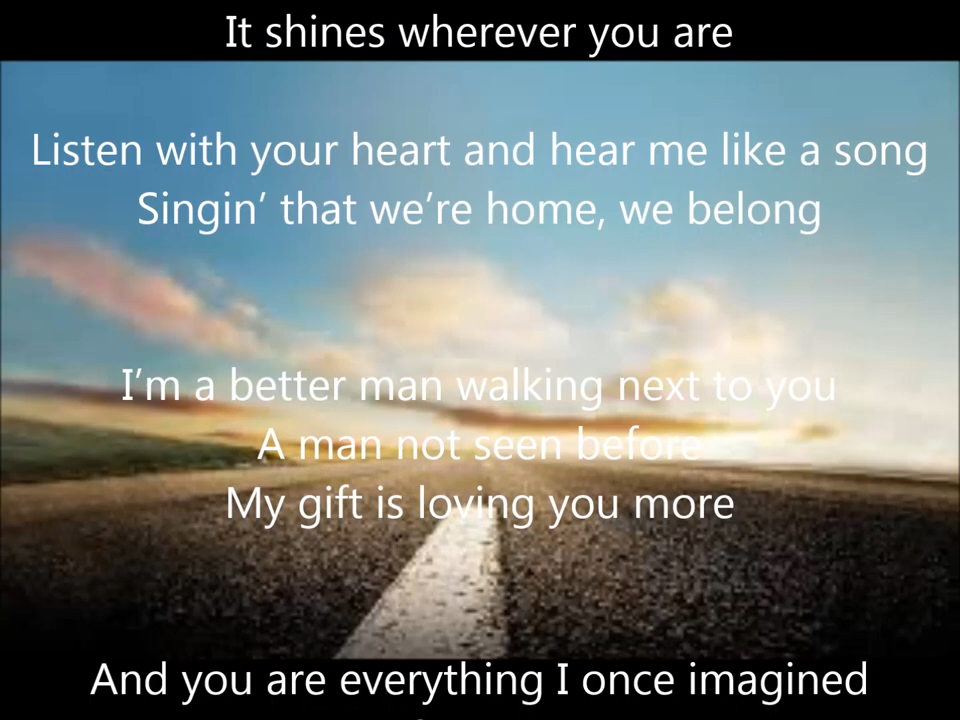 It shines wherever you are
Listen with your heart and hear me like a song
Singin’ that we’re home, we belong
I’m a better man walking next to you
A man not seen before
My gift is loving you more
And you are everything I once imagined